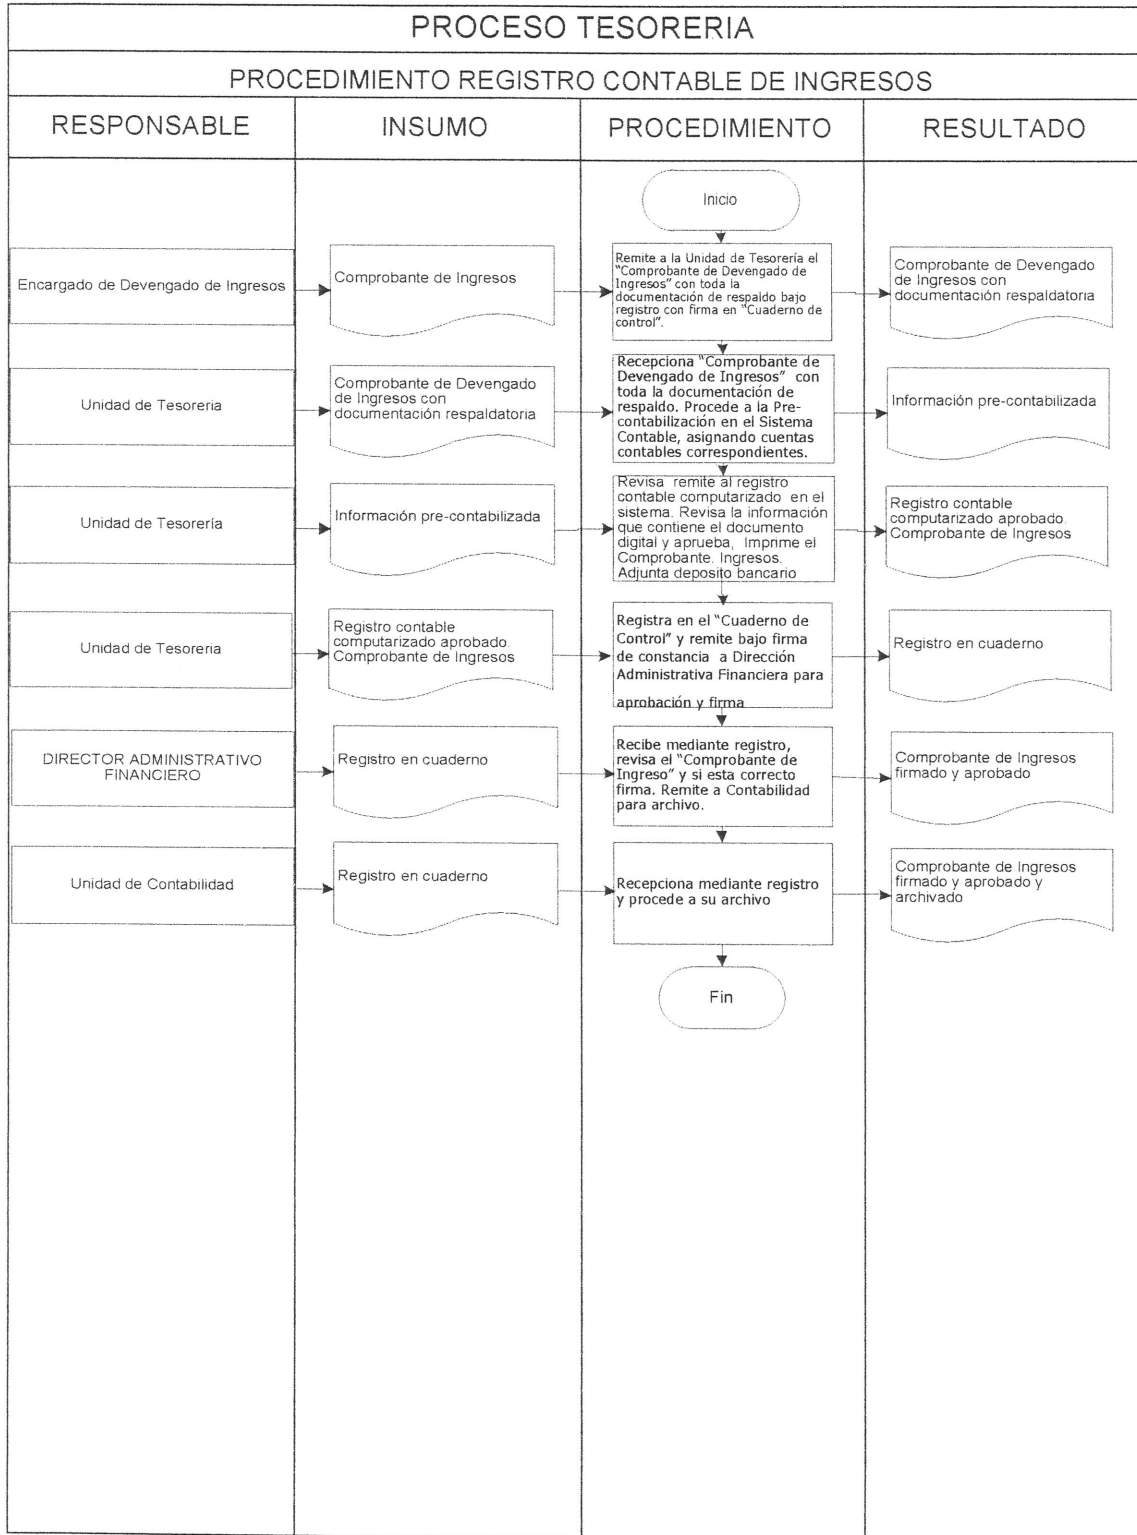 PROCESO TESORERIA
PROCEDIMIENTO REGISTRO CONTABLE DE INGRESOS
RESPONSABLE
INSUMO
PROCEDIMIENTO
RESULTADO
Inicio
Encargado de Devengado de Ingresos
Comprobante de Ingresos
Remite a la Unidad de Tesorería el
"Comprobante de Devengado de
Ingresos" con toda la
documentación de respaldo bajo
registro con firma en "Cuaderno de
control".
Comprobante de Devengado
de Ingresos con
documentación respaldatoria
Unidad de Tesoreria
Comprobante de Devengado
de Ingresos con
documentación respaldatoria
Recepciona "Comprobante de
Devengado de Ingresos" con
toda la documentación de
respaldo. Procede a la Pre-
contabilización en el Sistema
Contable, asignando cuentas
contables correspondientes.
Información pre-contabilizada
Unidad de Tesorería
Información pre-contabilizada
Revisa remite al registro
contable computarizado en el
sistema. Revisa la información
que contiene el documento
digital y aprueba, Imprime el
Comprobante. Ingresos.
Adjunta deposito bancario
Registro contable
computarizado aprobado.
Comprobante de Ingresos
Unidad de Tesoreria
Registro contable
computarizado aprobado.
Comprobante de Ingresos
Registra en el "Cuaderno de
Control" y remite bajo firma
de constancia a Dirección
Administrativa Financiera para
aprobación y firma
Registro en cuaderno
DIRECTOR ADMINISTRATIVO
FINANCIERO
Registro en cuaderno
Recibe mediante registro,
revisa el "Comprobante de
Ingreso" y si esta correcto
firma. Remite a Contabilidad
para archivo.
Comprobante de Ingresos
firmado y aprobado
Unidad de Contabilidad
Registro en cuaderno
Recepciona mediante registro
y procede a su archivo
Comprobante de Ingresos
firmado y aprobado y
archivado
Fin